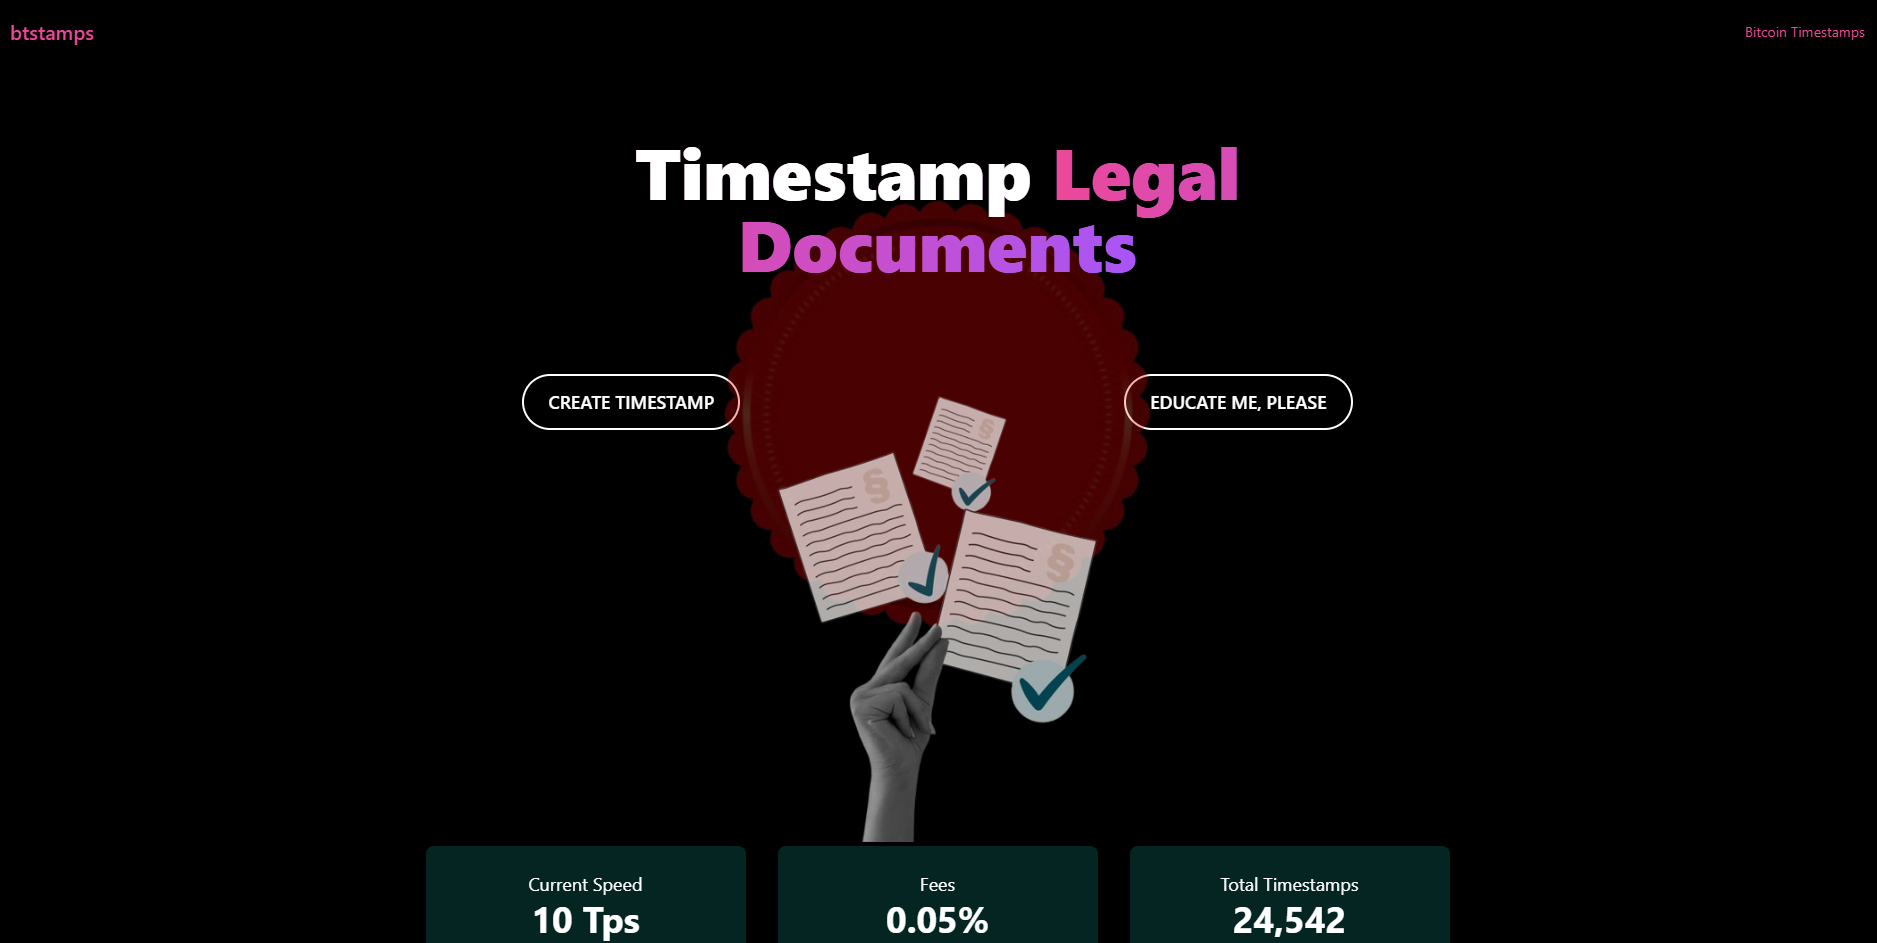 btstamps
Bitcoin Timestamps
Timestamp Legal
Documents
CREATE TIMESTAMP
EDUCATE ME, PLEASE
§
§
§
Current Speed
10 Tps
Fees
0.05%
Total Timestamps
24,542